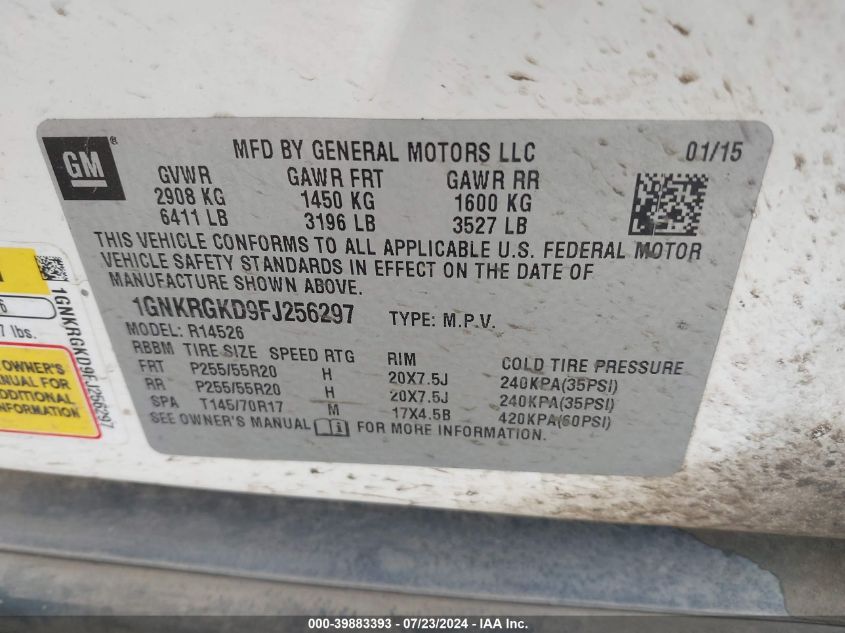 GM®
MFD BY GENERAL MOTORS LLC 01/15
GVWR GAWR FRT GAWR RR
2908 KG 1450 KG 1600 KG
6411 LB 3196 LB 3527 LB
THIS VEHICLE CONFORMS TO ALL APPLICABLE U.S. FEDERAL MOTOR
VEHICLE SAFETY STANDARDS IN EFFECT ON THE DATE OF
MANUFACTURE SHOWN ABOVE.
1GNKRGKD9FJ256297 TYPE: M.P.V.
MODEL: R14526
RBBM TIRE SIZE SPEED RTG RIM COLD TIRE PRESSURE
FRT P255/55R20 H 20X7.5J 240KPA(35PSI)
RR P255/55R20 H 20X7.5J 240KPA(35PSI)
SPA T145/70R17 M 17X4.5B 420KPA(60PSI)
SEE OWNER'S MANUAL FOR MORE INFORMATION.
1GNKRGKD9FJ256297
6
7 lbs.
OWNER'S
MANUAL FOR
ADDITIONAL
000-39883393 - 07/23/2024 - IAA Inc.